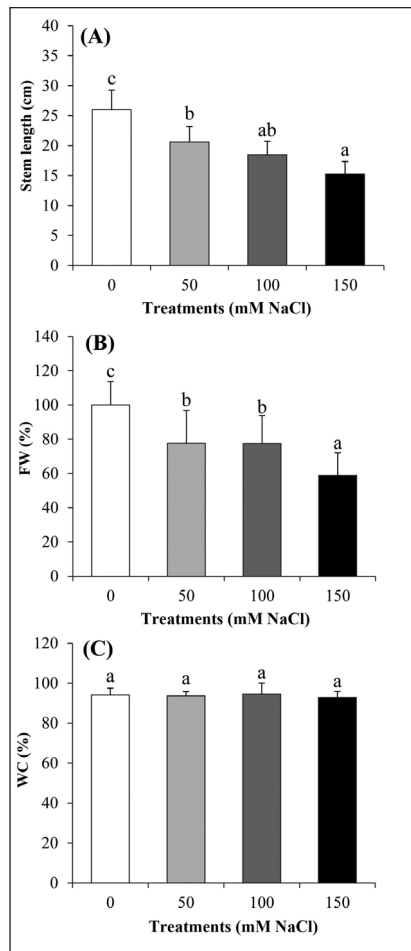 (A)
Stem length (cm)
40
35
30
25
20
15
10
5
0
c
b
ab
a
0 50 100 150
Treatments (mM NaCl)
(B)
FW (%)
140
120
100
80
60
40
20
0
c
b
b
a
0 50 100 150
Treatments (mM NaCl)
(C)
WC (%)
120
100
80
60
40
20
0
a
a
a
a
0 50 100 150
Treatments (mM NaCl)